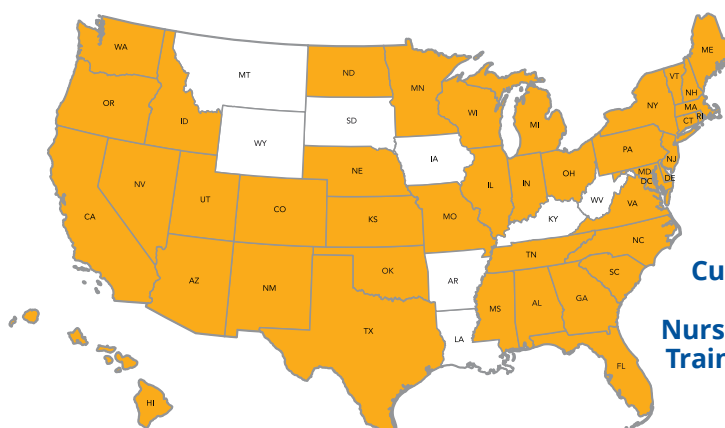 WA
MT
ND
MN
ME
VT
NH
OR
ID
SD
WI
NY
MA
WY
MI
CT
RI
IA
PA
NJ
NE
OH
MD
DE
NV
IL
IN
DC
UT
CO
WV
VA
CA
KS
MO
KY
NC
TN
OK
AZ
NM
AR
SC
Cu
MS
AL
GA
TX
LA
Nurs
Train
FL
HI